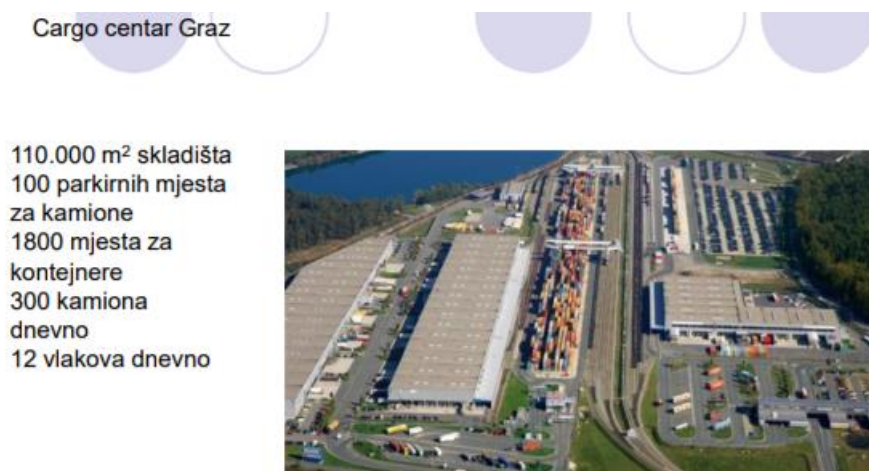 Cargo centar Graz
110.000 m² skladišta
100 parkirnih mjesta
za kamione
1800 mjesta za
kontejnere
300 kamiona
dnevno
12 vlakova dnevno